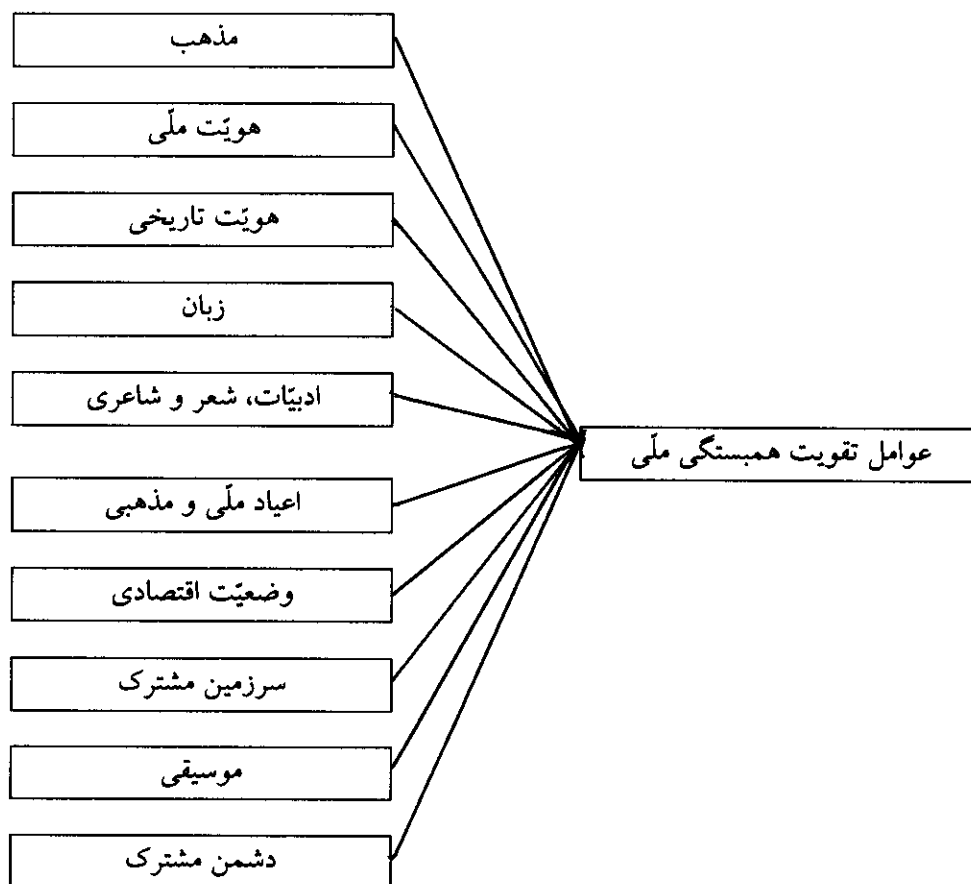 عوامل تقویت همبستگی ملّی
مذهب
هویّت ملّی
هویّت تاریخی
زبان
ادبیّات، شعر و شاعری
اعیاد ملّی و مذهبی
وضعیّت اقتصادی
سرزمین مشترک
موسیقی
دشمن مشترک